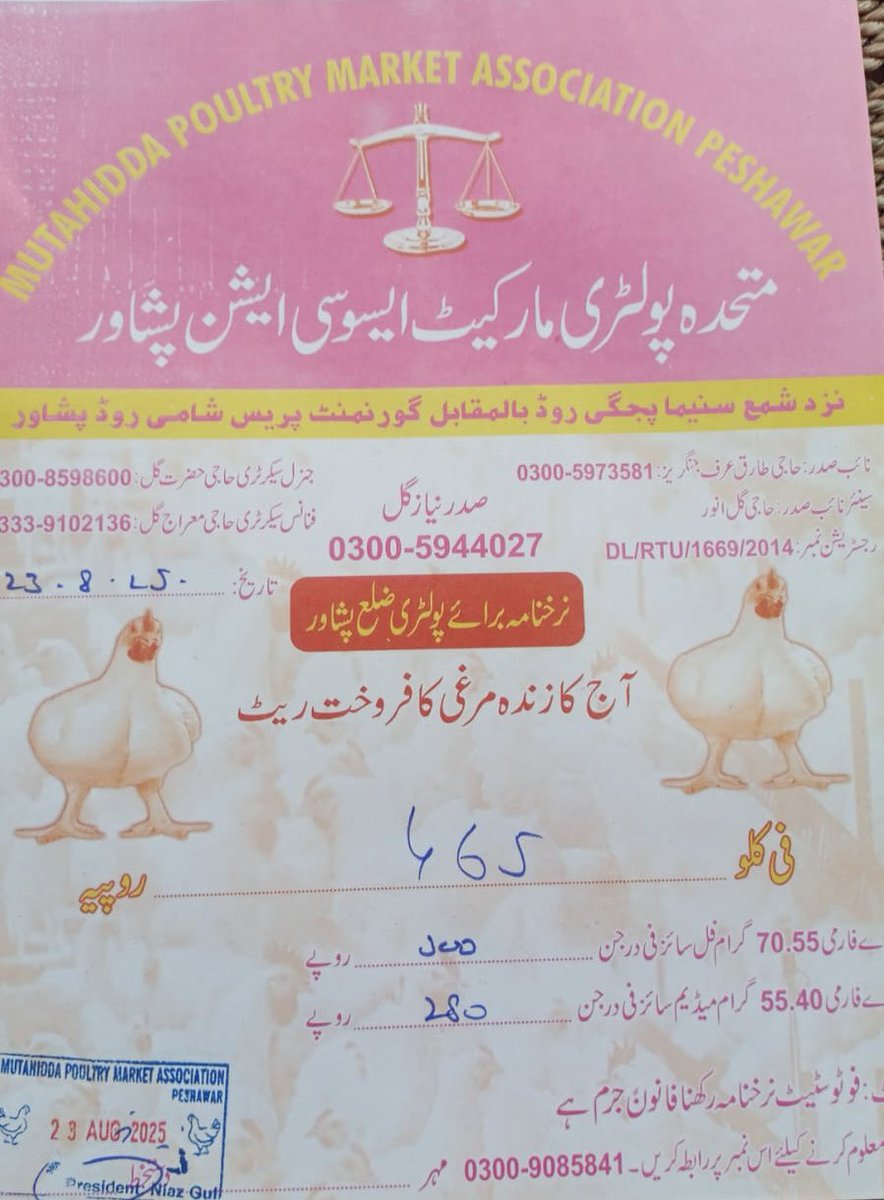 MUTAHIDDA POULTRY MARKET ASSOCIATION PESHAWAR
متحدہ پولٹری مارکیٹ ایسوسی ایشن پشاور
نزد شمع سنیما پجگی روڈ بالمقابل گورنمنٹ پریس شامی روڈ پشاور
نائب صدر: حاجی طارق عرف جنگریز: 0300-5973581
سینئر نائب صدر: حاجی گل انور
رجسٹریشن نمبر: DL/RTU/1669/2014
صدر نیاز گل
0300-5944027
جنرل سیکرٹری حاجی حضرت گل: 300-8598600
فنانس سیکرٹری حاجی معراج گل: 333-9102136
تاریخ: 23.8.25.
نرخنامہ برائے پولٹری ضلع پشاور
آج کا زندہ مرغی کا فروخت ریٹ
فی کلو 465 روپیہ
ے فارمی 70.55 گرام فل سائز فی درجن روپے
ے فارمی 55.40 گرام میڈیم سائز فی درجن 280 روپے
: فوٹوسٹیٹ نرخنامہ رکھنا قانوناً جرم ہے
معلوم کرنے کیلئے اس نمبر پر رابطہ کریں۔ 0300-9085841 مہر
MUTAHIDDA POULTRY MARKET ASSOCIATION
PESHAWAR
23 AUG 2025
President Niaz Gul